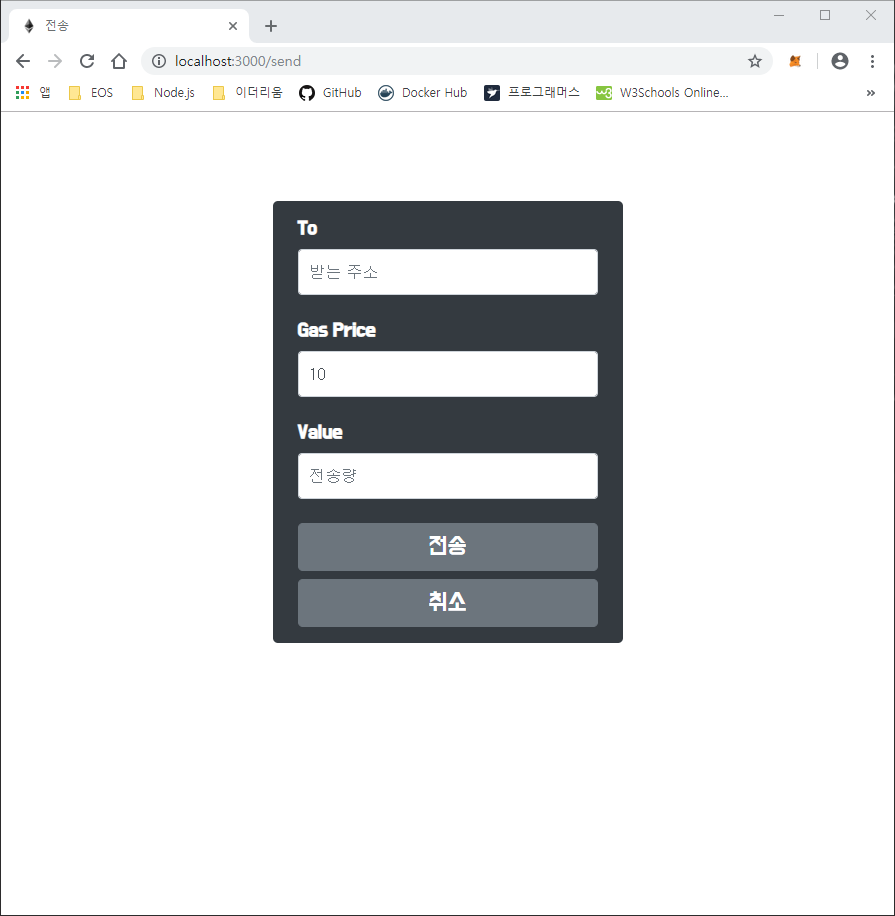 전송
localhost:3000/send
앱 EOS Node.js 이더리움 GitHub Docker Hub 프로그래머스 W3Schools Online...
To
받는 주소
Gas Price
10
Value
전송량
전송
취소